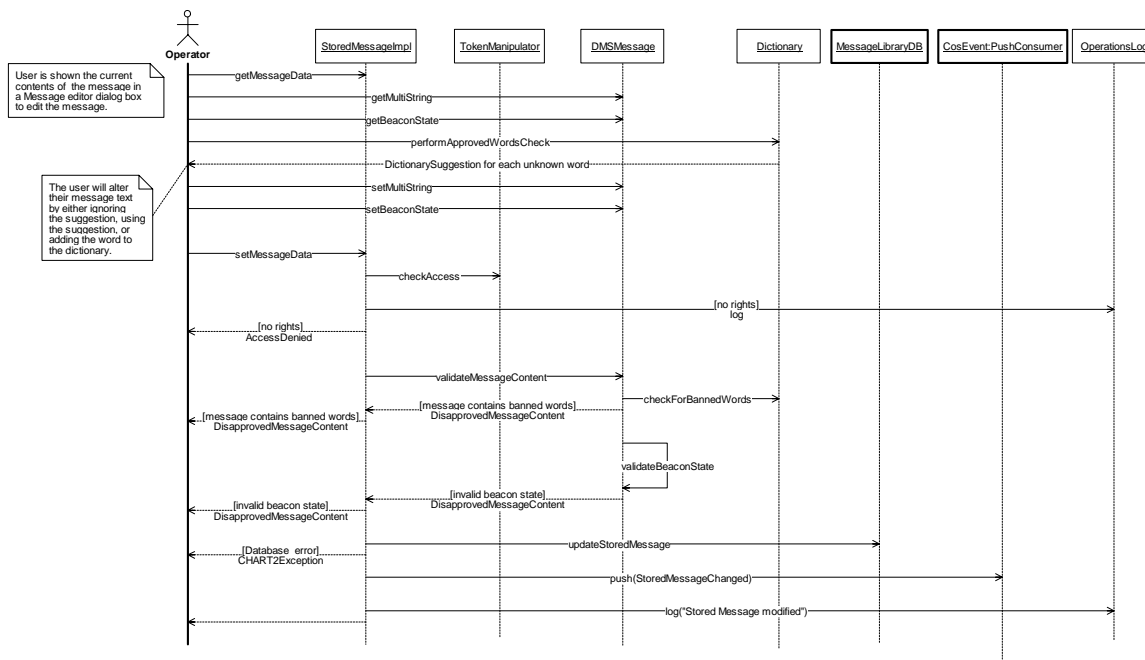 Operator
StoredMessageImpl
TokenManipulator
DMSMessage
Dictionary
MessageLibraryDB
CosEvent:PushConsumer
OperationsLog
User is shown the current
contents of the message in
a Message editor dialog box
to edit the message.
getMessageData
getMultiString
getBeaconState
performApprovedWordsCheck
DictionarySuggestion for each unknown word
The user will alter
their message text
by either ignoring
the suggestion, using
the suggestion, or
adding the word to
the dictionary.
setMultiString
setBeaconState
setMessageData
checkAccess
[no rights]
log
[no rights]
AccessDenied
validateMessageContent
checkForBannedWords
[message contains banned words]
DisapprovedMessageContent
[message contains banned words]
DisapprovedMessageContent
validateBeaconState
[invalid beacon state]
DisapprovedMessageContent
[invalid beacon state]
DisapprovedMessageContent
updateStoredMessage
[Database error]
CHART2Exception
push(StoredMessageChanged)
log("Stored Message modified")